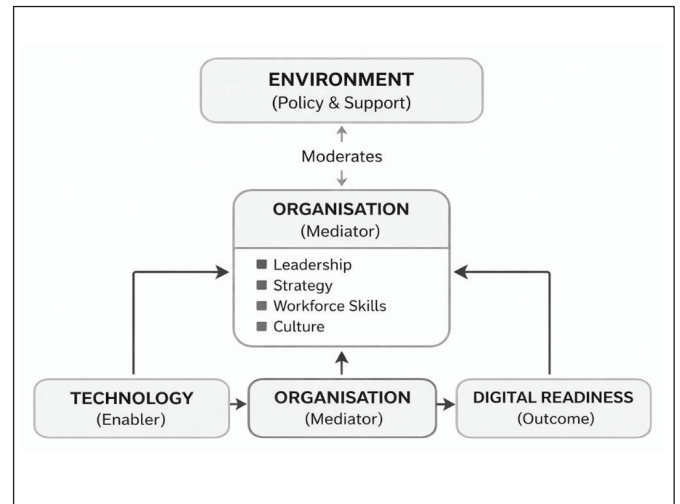 ENVIRONMENT
(Policy & Support)
Moderates
ORGANISATION
(Mediator)
Leadership
Strategy
Workforce Skills
Culture
TECHNOLOGY
(Enabler)
ORGANISATION
(Mediator)
DIGITAL READINESS
(Outcome)